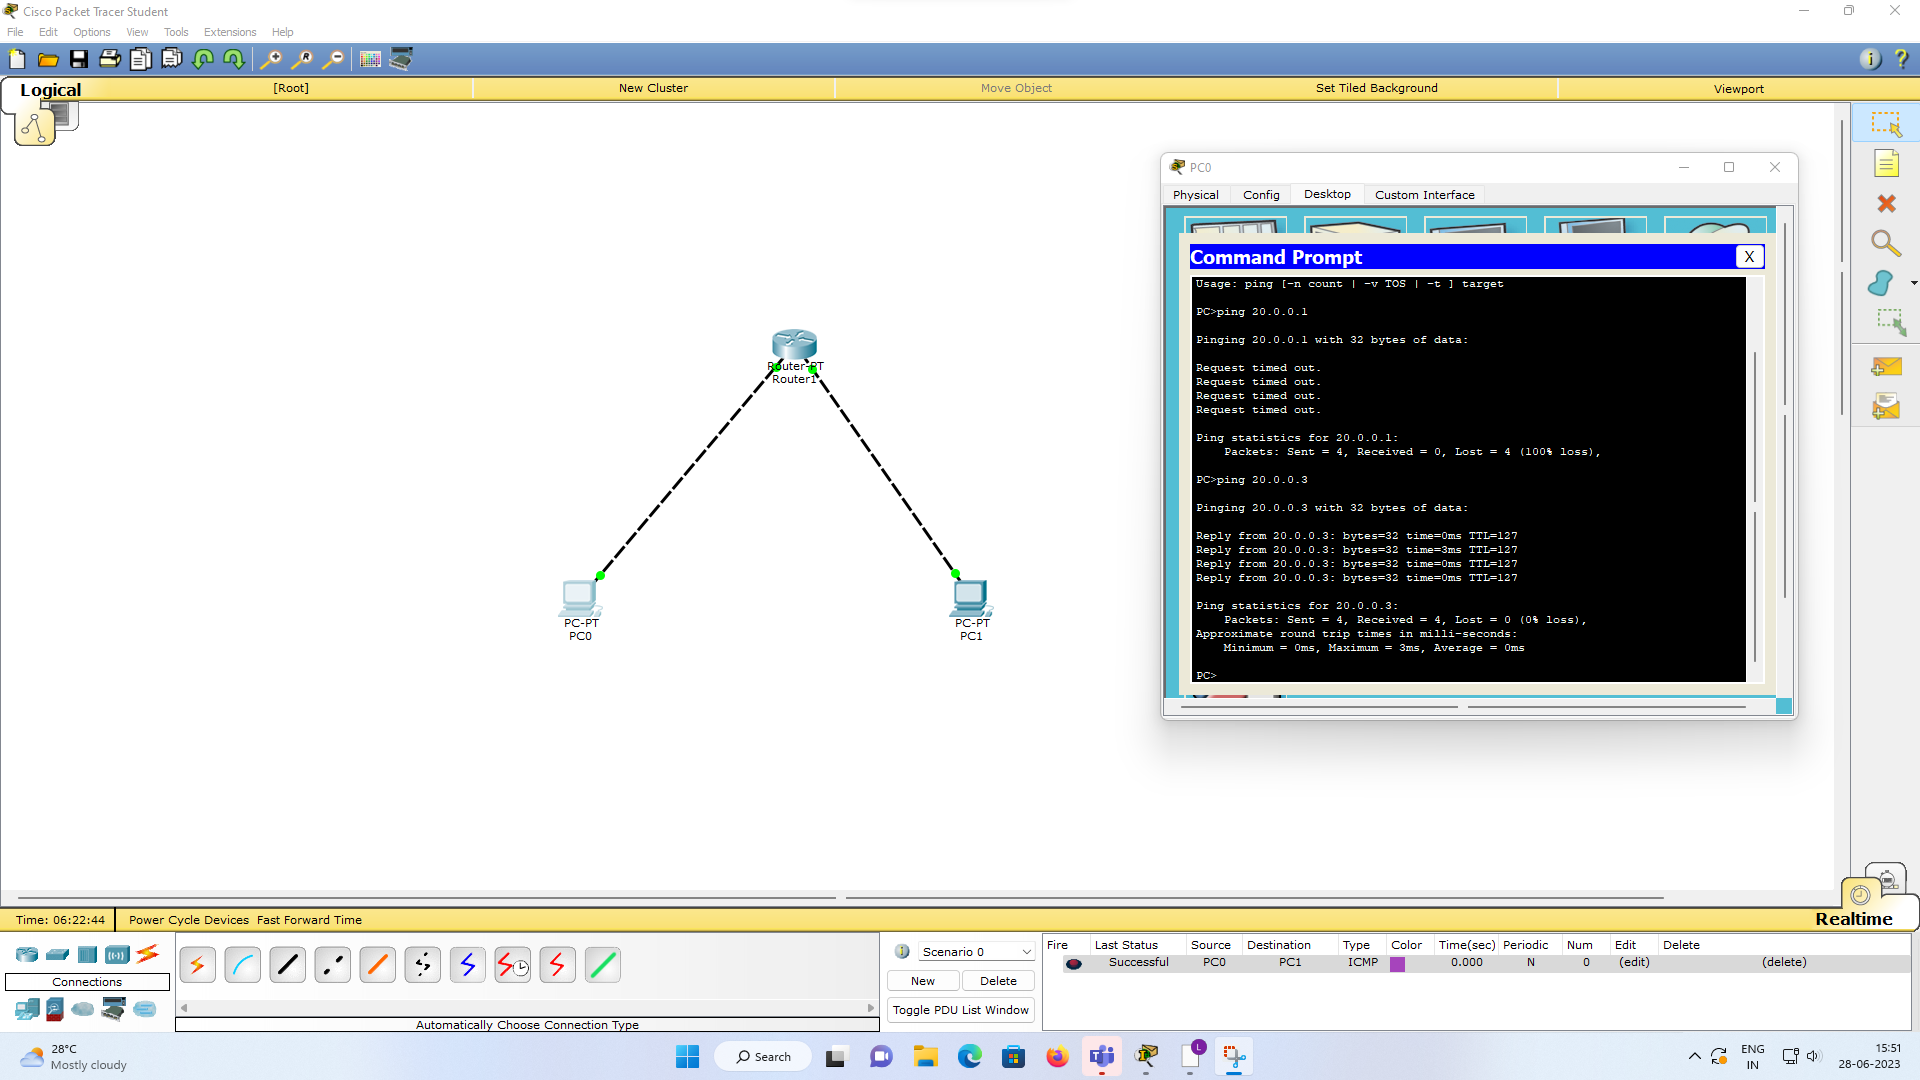 Cisco Packet Tracer Student
File Edit Options View Tools Extensions Help
Logical [Root] New Cluster Move Object Set Tiled Background Viewport
PC0
Physical Config Desktop Custom Interface
Command Prompt X
Usage: ping [-n count | -v TOS | -t ] target
PC>ping 20.0.0.1
Pinging 20.0.0.1 with 32 bytes of data:
Request timed out.
Request timed out.
Request timed out.
Request timed out.
Ping statistics for 20.0.0.1:
Packets: Sent = 4, Received = 0, Lost = 4 (100% loss),
PC>ping 20.0.0.3
Pinging 20.0.0.3 with 32 bytes of data:
Reply from 20.0.0.3: bytes=32 time=0ms TTL=127
Reply from 20.0.0.3: bytes=32 time=3ms TTL=127
Reply from 20.0.0.3: bytes=32 time=0ms TTL=127
Reply from 20.0.0.3: bytes=32 time=0ms TTL=127
Ping statistics for 20.0.0.3:
Packets: Sent = 4, Received = 4, Lost = 0 (0% loss),
Approximate round trip times in milli-seconds:
Minimum = 0ms, Maximum = 3ms, Average = 0ms
PC>
Router-PT
Router1
PC-PT
PC0
PC-PT
PC1
Time: 06:22:44 Power Cycle Devices Fast Forward Time
Realtime
Connections
Automatically Choose Connection Type
Scenario 0
New Delete
Toggle PDU List Window
Fire Last Status Source Destination Type Color Time(sec) Periodic Num Edit Delete
Successful PC0 PC1 ICMP 0.000 N 0 (edit) (delete)
28°C
Mostly cloudy
Search
L
ENG
IN
15:51
28-06-2023